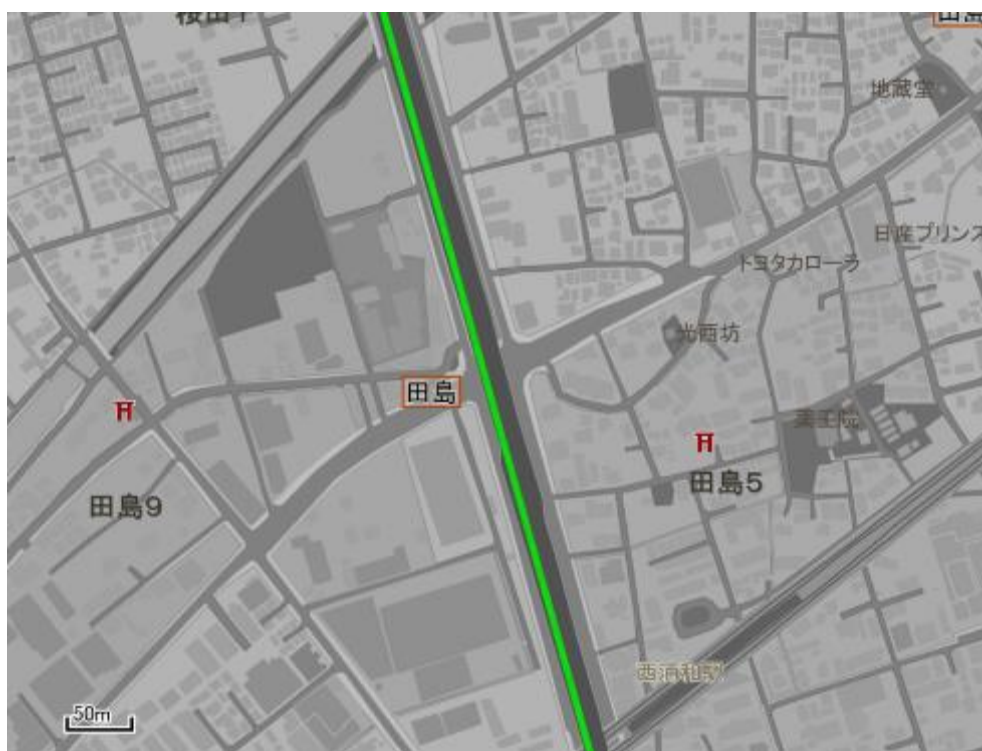 地蔵堂
日産プリンス
トヨタカローラ
光西坊
田島
薬王院
田島5
田島9
西浦和駅
50m